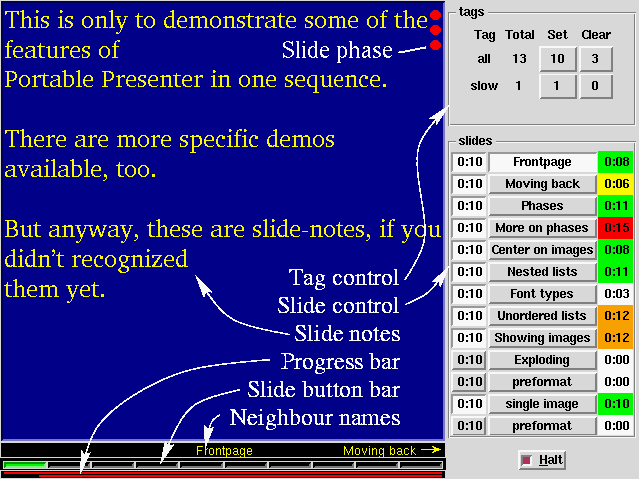 This is only to demonstrate some of the
features of
Slide phase
Portable Presenter in one sequence.
There are more specific demos
available, too.
But anyway, these are slide-notes, if you
didn't recognized
them yet.
Tag control
Slide control
Slide notes
Progress bar
Slide button bar
Neighbour names
Frontpage
Moving back
tags
Tag Total Set Clear
all 13 10 3
slow 1 1 0
slides
0:10 Frontpage 0:08
0:10 Moving back 0:06
0:10 Phases 0:11
0:10 More on phases 0:15
0:10 Center on images 0:08
0:10 Nested lists 0:11
0:10 Font types 0:03
0:10 Unordered lists 0:12
0:10 Showing images 0:12
0:10 Exploding 0:00
0:10 preformat 0:00
0:10 single image 0:10
0:10 preformat 0:00
Halt